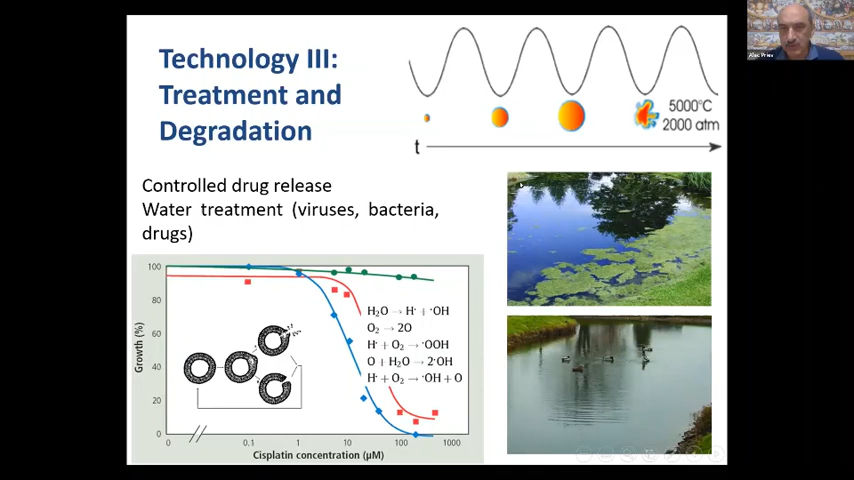 Technology III:
Treatment and
Degradation
5000°C
2000 atm
t
Controlled drug release
Water treatment (viruses, bacteria,
drugs)
Growth (%)
100
80
60
40
20
0
0
0.1
1
10
100
1000
Cisplatin concentration (µM)
H₂O → H· + ·OH
O₂ → 2O
H· + O₂ → ·OOH
O + H₂O → 2·OH
H· + O₂ → ·OH + O
Alec Priev